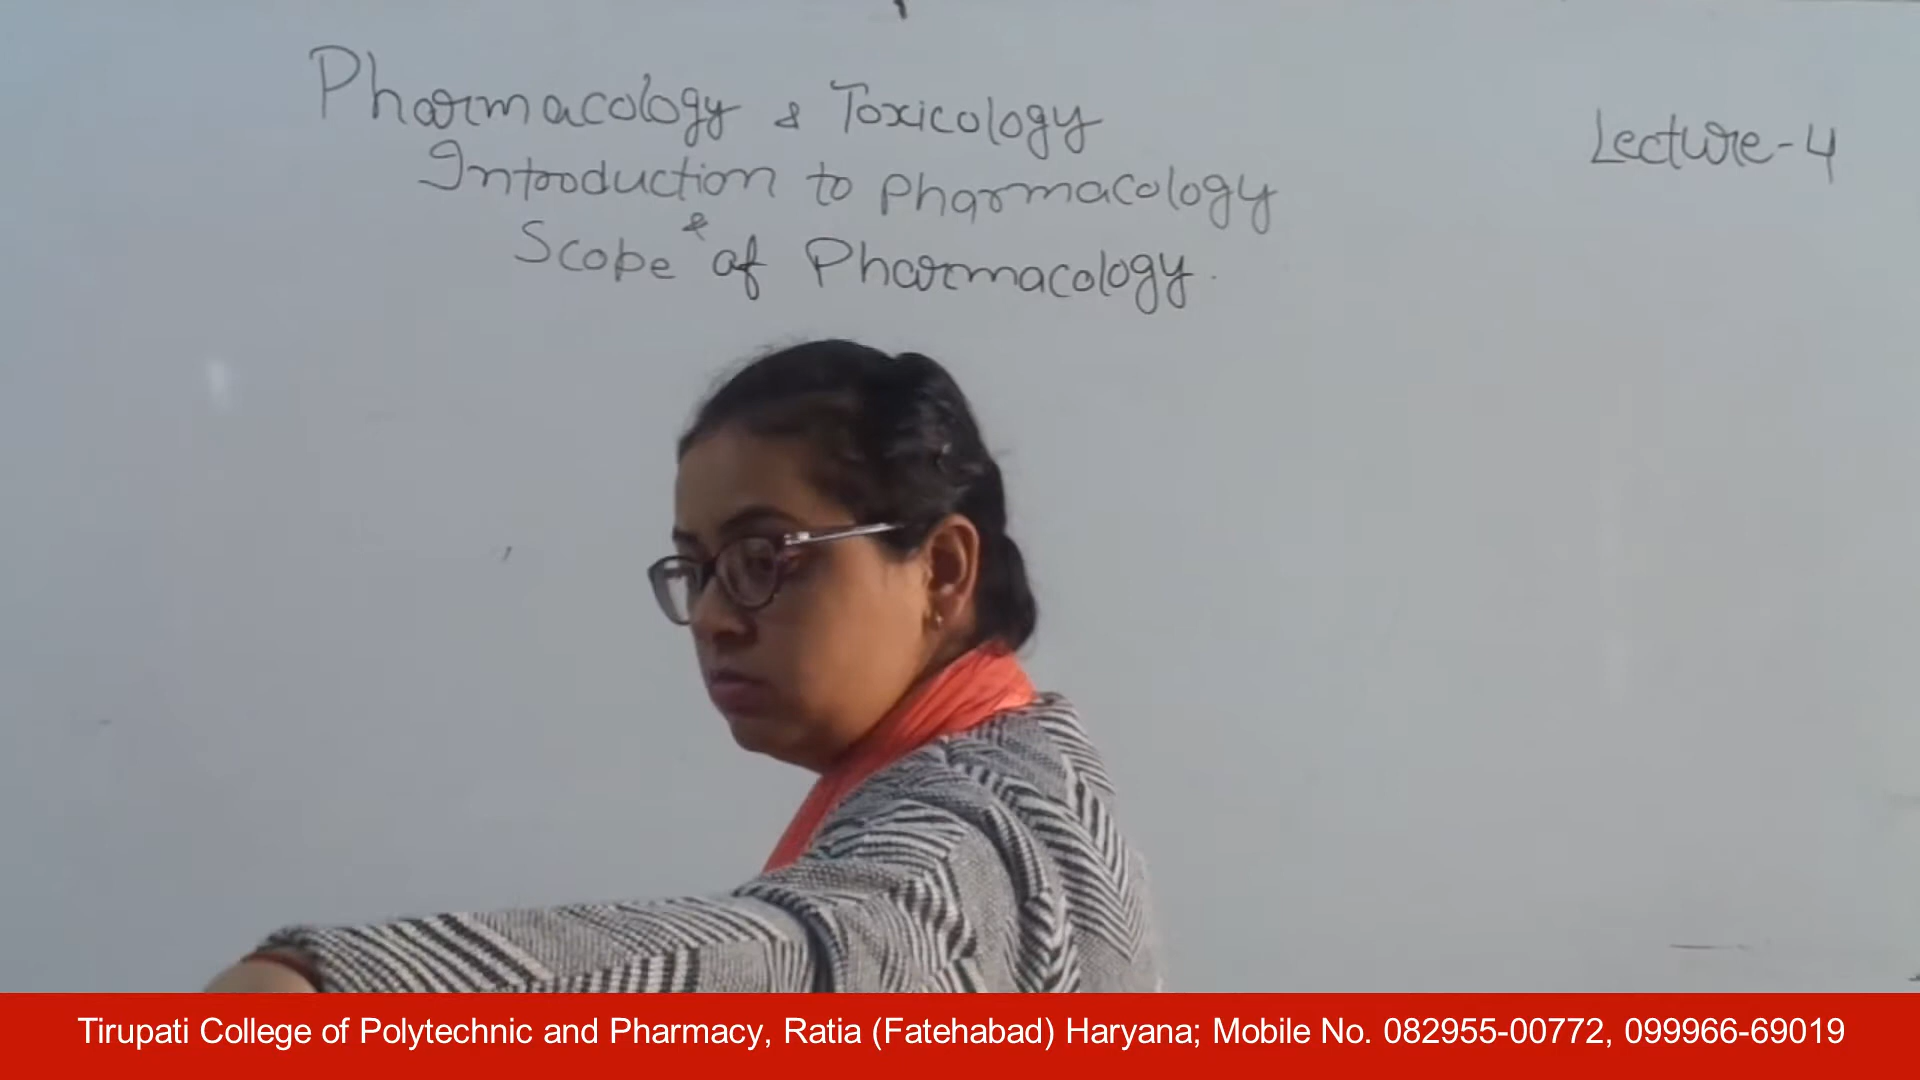 Pharmacology & Toxicology
Lecture-4
Introduction to Pharmacology
&
Scope of Pharmacology.
Tirupati College of Polytechnic and Pharmacy, Ratia (Fatehabad) Haryana; Mobile No. 082955-00772, 099966-69019